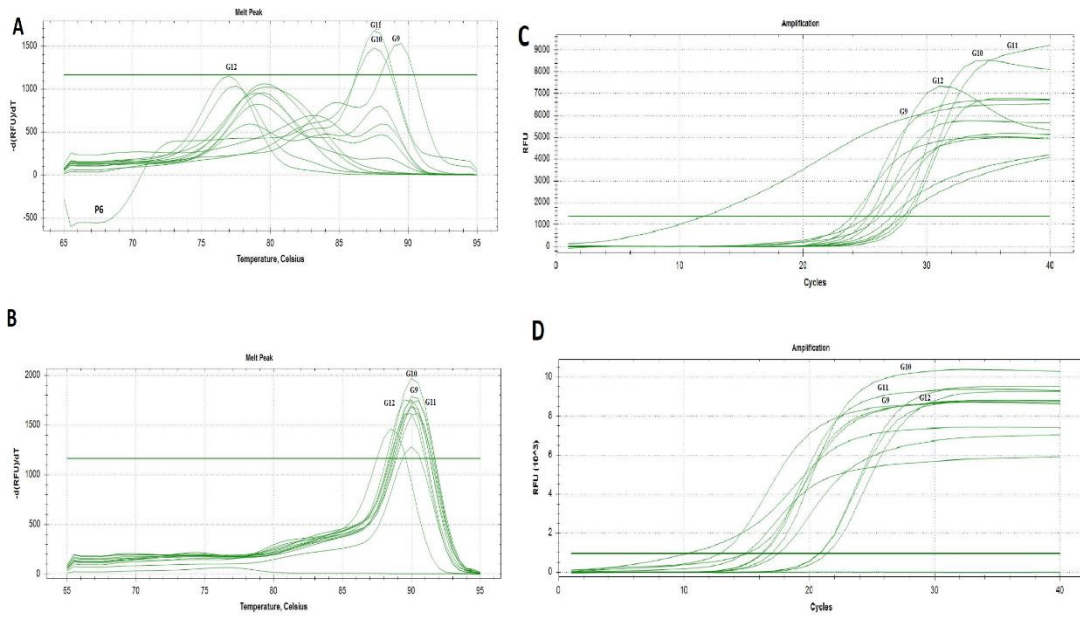 A
Melt Peak
G11
G10
G9
G12
P6
1500
1000
500
0
-500
-d(RFU)/dT
65 70 75 80 85 90 95
Temperature, Celsius
B
Melt Peak
G10
G9
G12
G11
2000
1500
1000
500
0
-d(RFU)/dT
65 70 75 80 85 90 95
Temperature, Celsius
C
Amplification
G11
G10
G12
G9
9000
8000
7000
6000
5000
4000
3000
2000
1000
0
RFU
0 10 20 30 40
Cycles
D
Amplification
G10
G11
G9
G12
10
8
6
4
2
0
RFU (10^3)
0 10 20 30 40
Cycles